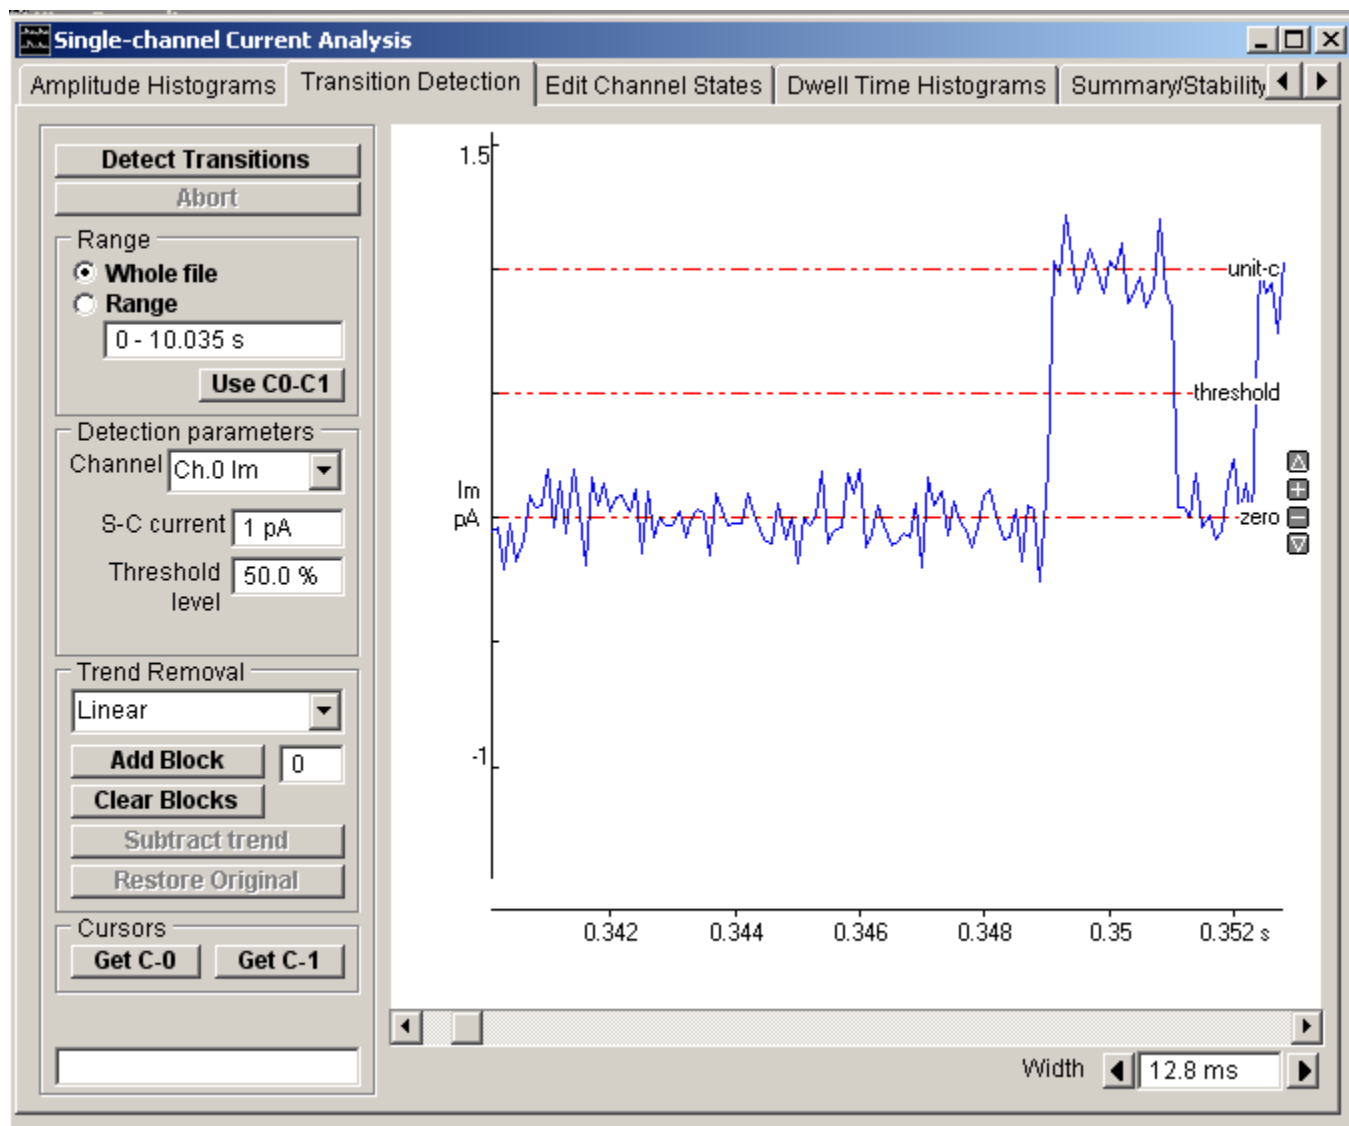 Single-channel Current Analysis
Amplitude Histograms Transition Detection Edit Channel States Dwell Time Histograms Summary/Stability
Detect Transitions
Abort
Range
Whole file
Range
0 - 10.035 s
Use C0-C1
Detection parameters
Channel Ch.0 Im
S-C current 1 pA
Threshold level 50.0 %
Trend Removal
Linear
Add Block 0
Clear Blocks
Subtract trend
Restore Original
Cursors
Get C-0 Get C-1
1.5
unit-c
threshold
Im
pA
zero
-1
0.342 0.344 0.346 0.348 0.35 0.352 s
Width 12.8 ms